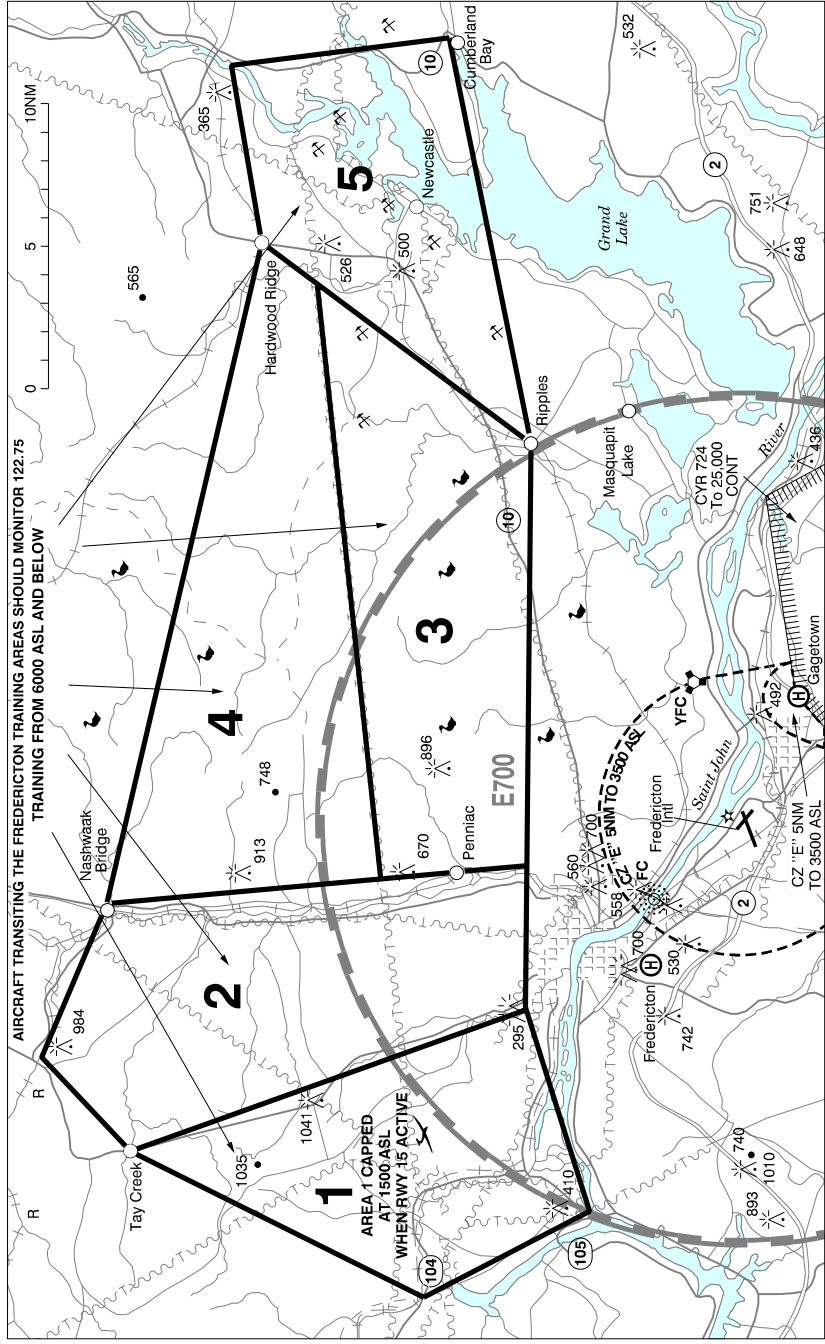 AIRCRAFT TRANSITING THE FREDERICTON TRAINING AREAS SHOULD MONITOR 122.75
TRAINING FROM 6000 ASL AND BELOW
0
5
10NM
R
R
984
Nashwaak
Bridge
Tay Creek
565
365
Hardwood Ridge
1035
1041
2
913
748
4
526
5
10
Cumberland
Bay
Newcastle
500
1
AREA 1 CAPPED
AT 1500 ASL
WHEN RWY 15 ACTIVE
104
670
896
3
Penniac
E700
295
10
Ripples
410
105
Masquapit
Lake
Grand
Lake
532
2
751
648
560
700
558
CZ "E" 5NM TO 3500 ASL
FC
Fredericton
Intl
700
H
530
Fredericton
742
2
YFC
Saint John
River
492
H
Gagetown
CZ "E" 5NM
TO 3500 ASL
CYR 724
To 25,000
CONT
436
740
1010
893